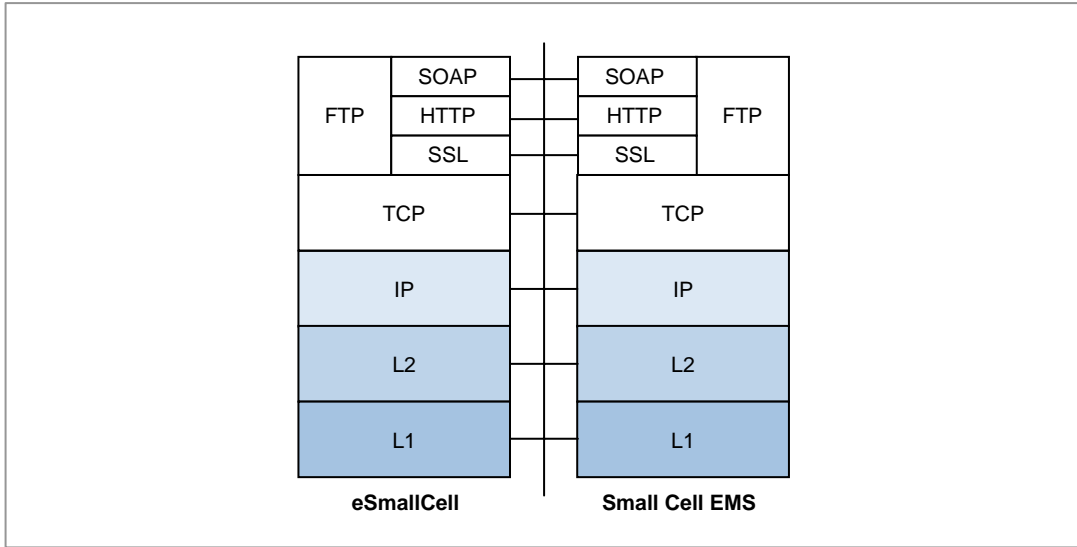 SOAP SOAP
FTP HTTP HTTP FTP
SSL SSL
TCP TCP
IP IP
L2 L2
L1 L1
eSmallCell Small Cell EMS